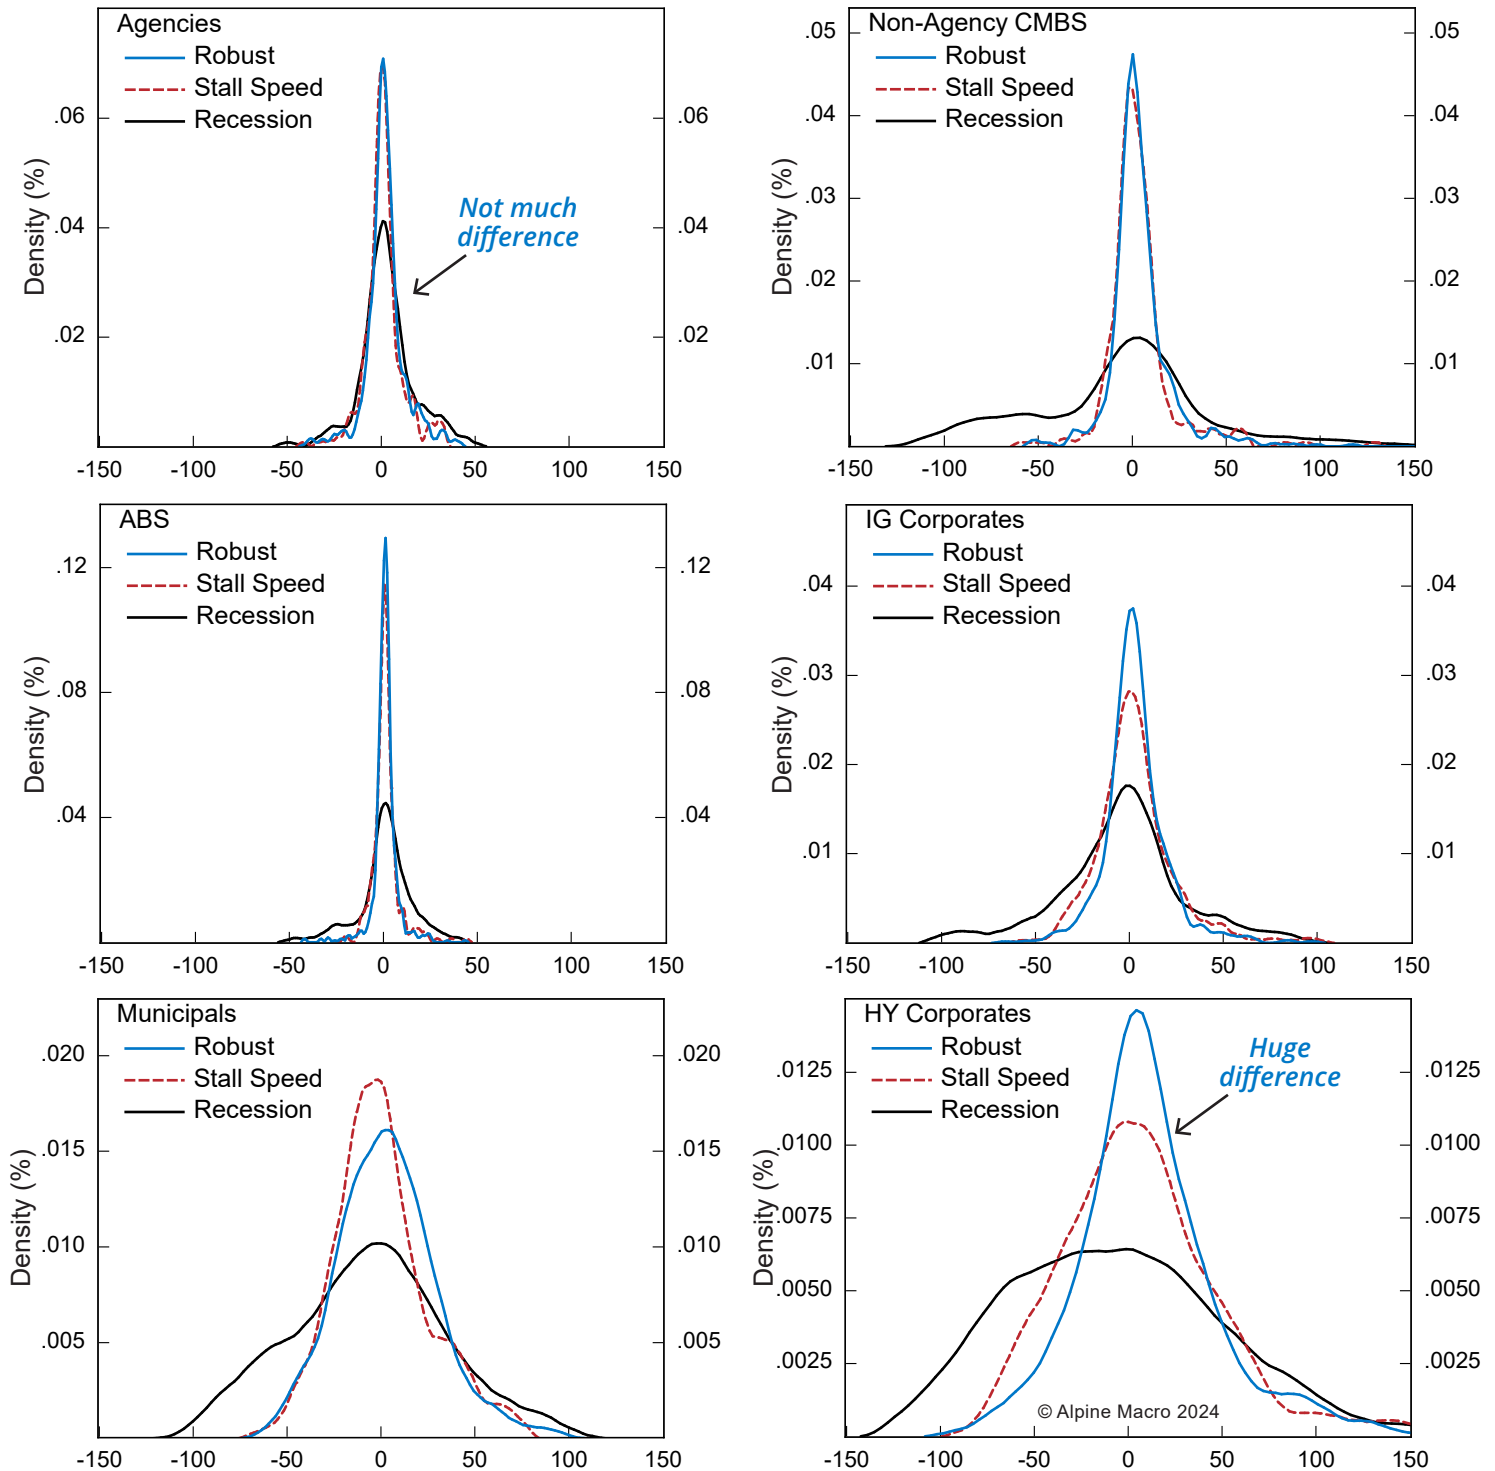 Agencies
Robust
Stall Speed
Recession
Density (%)
.06
.04
.02
.06
.04
.02
Not much
difference
-150
-100
-50
0
50
100
150
Non-Agency CMBS
Robust
Stall Speed
Recession
Density (%)
.05
.04
.03
.02
.01
.05
.04
.03
.02
.01
-150
-100
-50
0
50
100
150
ABS
Robust
Stall Speed
Recession
Density (%)
.12
.08
.04
.12
.08
.04
-150
-100
-50
0
50
100
150
IG Corporates
Robust
Stall Speed
Recession
Density (%)
.04
.03
.02
.01
.04
.03
.02
.01
-150
-100
-50
0
50
100
150
Municipals
Robust
Stall Speed
Recession
Density (%)
.020
.015
.010
.005
.020
.015
.010
.005
-150
-100
-50
0
50
100
150
HY Corporates
Robust
Stall Speed
Recession
Density (%)
.0125
.0100
.0075
.0050
.0025
.0125
.0100
.0075
.0050
.0025
Huge
difference
© Alpine Macro 2024
-150
-100
-50
0
50
100
150